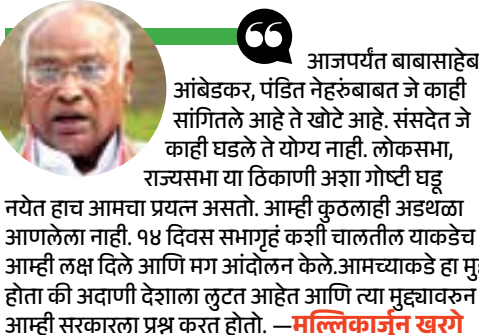 आजपर्यंत बाबासाहेब
आंबेडकर, पंडित नेहरुंबाबत जे काही
सांगितले आहे ते खोटे आहे. संसदेत जे
काही घडले ते योग्य नाही. लोकसभा,
राज्यसभा या ठिकाणी अशा गोष्टी घडू
नयेत हाच आमचा प्रयत्न असतो. आम्ही कुठलाही अडथळा
आणलेला नाही. १४ दिवस सभागृहं कशी चालतील याकडेच
आम्ही लक्ष दिले आणि मग आंदोलन केले.आमच्याकडे हा
होता की अदाणी देशाला लुटत आहेत आणि त्या मुद्द्यावरुन
आम्ही सरकारला प्रश्न करत होतो. —मल्लिकार्जुन खरगे